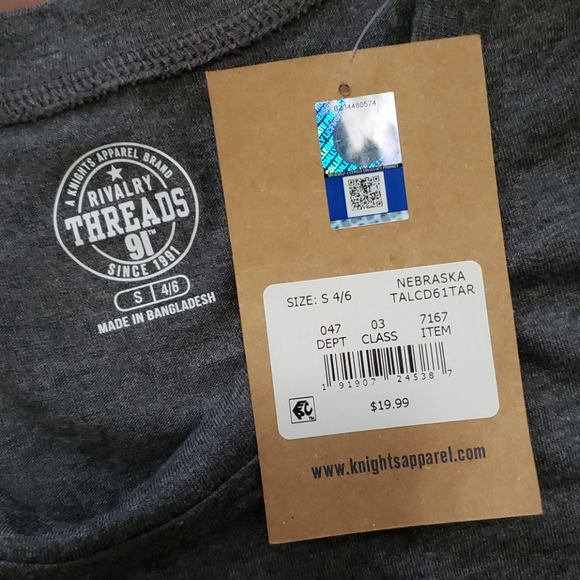 A KNIGHTS APPAREL BRAND
RIVALRY
THREADS
91™
SINCE 1991
S 4/6
MADE IN BANGLADESH
B234480574
SIZE: S 4/6
NEBRASKA
TALCD61TAR
047 03 7167
DEPT CLASS ITEM
1 91907 24538 7
$19.99
www.knightsapparel.com